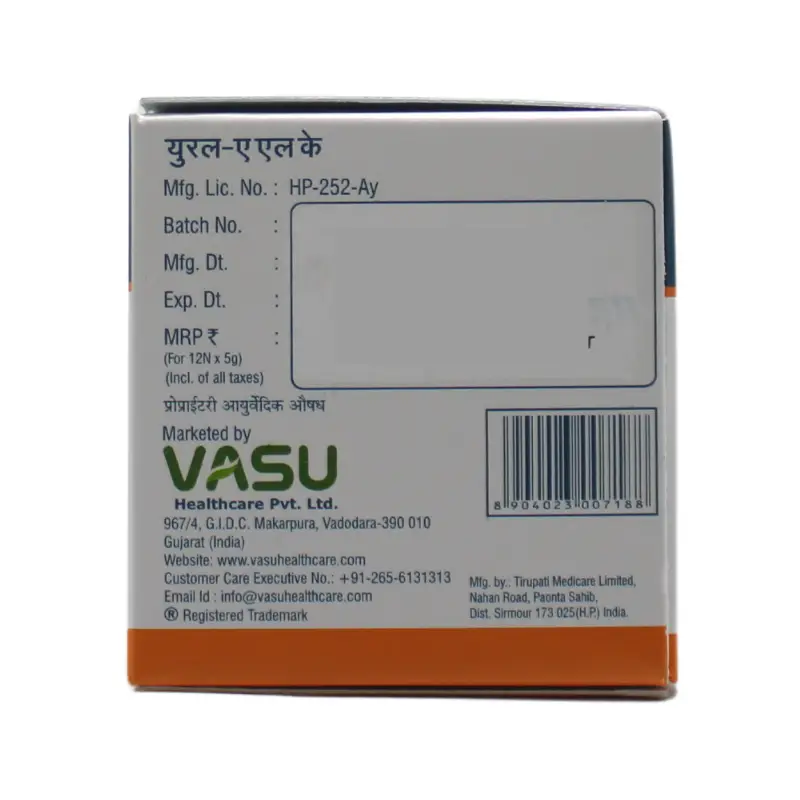 युरल-ए एल के
Mfg. Lic. No. : HP-252-Ay
Batch No. :
Mfg. Dt. :
Exp. Dt. :
MRP ₹ :
(For 12N x 5g)
(Incl. of all taxes)
r
प्रोप्राईटरी आयुर्वेदिक औषध
Marketed by
VASU
Healthcare Pvt. Ltd.
967/4, G.I.D.C. Makarpura, Vadodara-390 010
Gujarat (India)
Website: www.vasuhealthcare.com
Customer Care Executive No.: +91-265-6131313
Email Id : info@vasuhealthcare.com
® Registered Trademark
8 904023 007188
Mfg. by.: Tirupati Medicare Limited,
Nahan Road, Paonta Sahib,
Dist. Sirmour 173 025(H.P.) India.